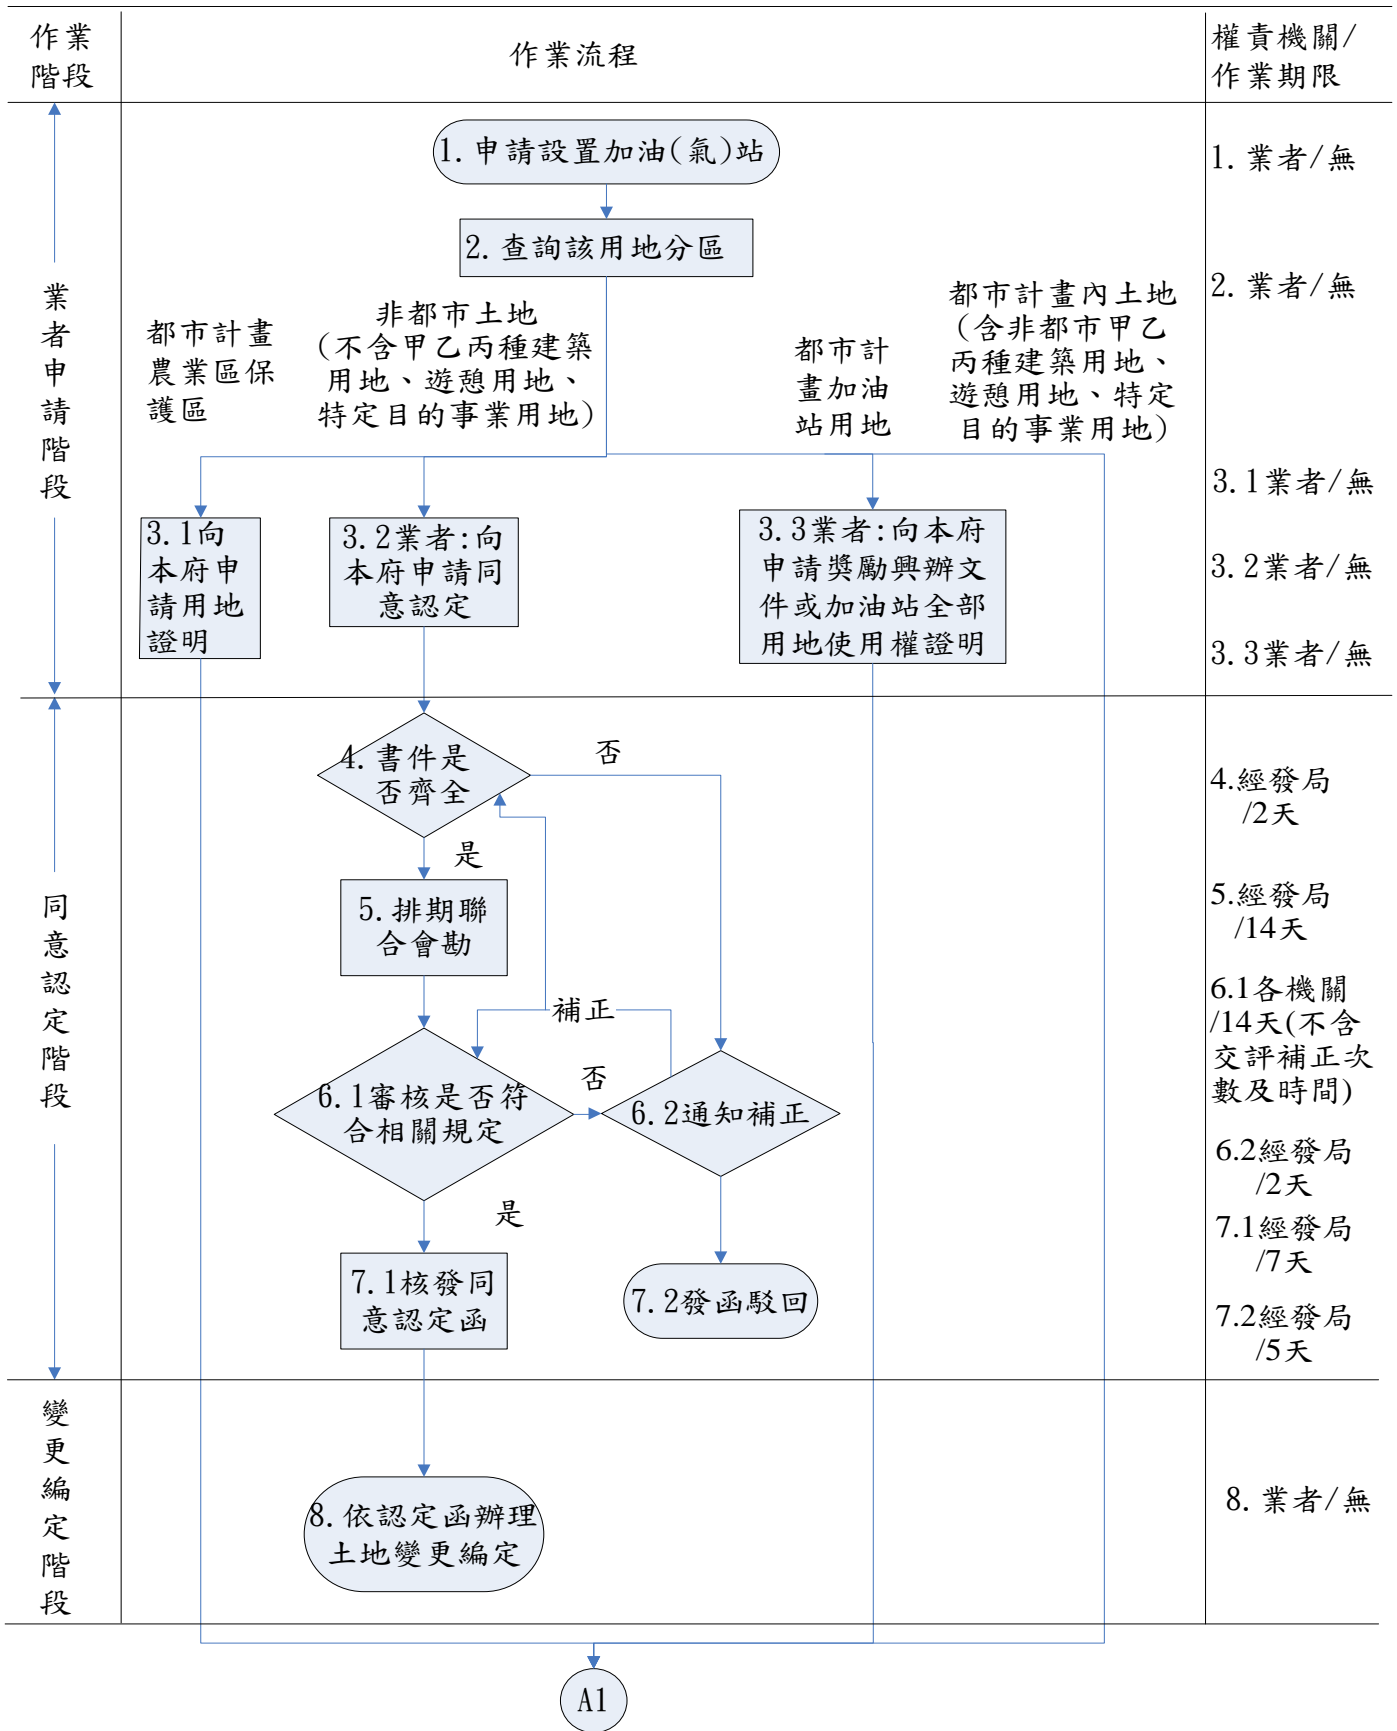 作業
階段
作業流程
權責機關/
作業期限
業者申請階段
1. 申請設置加油(氣)站
1. 業者/無
2. 查詢該用地分區
2. 業者/無
都市計畫
農業區保
護區
非都市土地
(不含甲乙丙種建築
用地、遊憩用地、
特定目的事業用地)
都市計
畫加油
站用地
都市計畫內土地
(含非都市甲乙
丙種建築用地、
遊憩用地、特定
目的事業用地)
3.1向
本府申
請用地
證明
3.2業者:向
本府申請同
意認定
3.3業者:向本府
申請獎勵興辦文
件或加油站全部
用地使用權證明
3.1業者/無
3.2業者/無
3.3業者/無
同意認定階段
4. 書件是
否齊全
否
是
4.經發局
/2天
5. 排期聯
合會勘
5.經發局
/14天
補正
6.1審核是否符
合相關規定
否
是
6.2通知補正
6.1各機關
/14天(不含
交評補正次
數及時間)
6.2經發局
/2天
7.1核發同
意認定函
7.2發函駁回
7.1經發局
/7天
7.2經發局
/5天
變更編定階段
8. 依認定函辦理
土地變更編定
8. 業者/無
A1